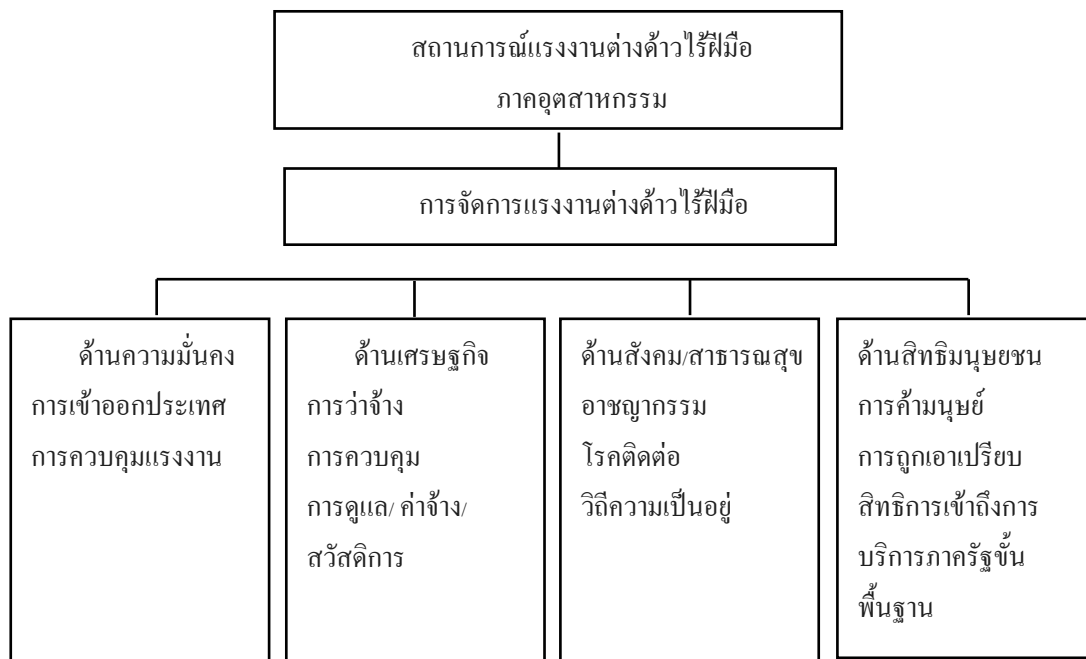 สถานการณ์แรงงานต่างด้าวไร้ฝีมือ
ภาคอุตสาหกรรม
การจัดการแรงงานต่างด้าวไร้ฝีมือ
ด้านความมั่นคง
การเข้าออกประเทศ
การควบคุมแรงงาน
ด้านเศรษฐกิจ
การว่าจ้าง
การควบคุม
การดูแล/ ค่าจ้าง/
สวัสดิการ
ด้านสังคม/สาธารณสุข
อาชญากรรม
โรคติดต่อ
วิถีความเป็นอยู่
ด้านสิทธิมนุษยชน
การค้ามนุษย์
การถูกเอาเปรียบ
สิทธิการเข้าถึงการ
บริการภาครัฐขั้น
พื้นฐาน